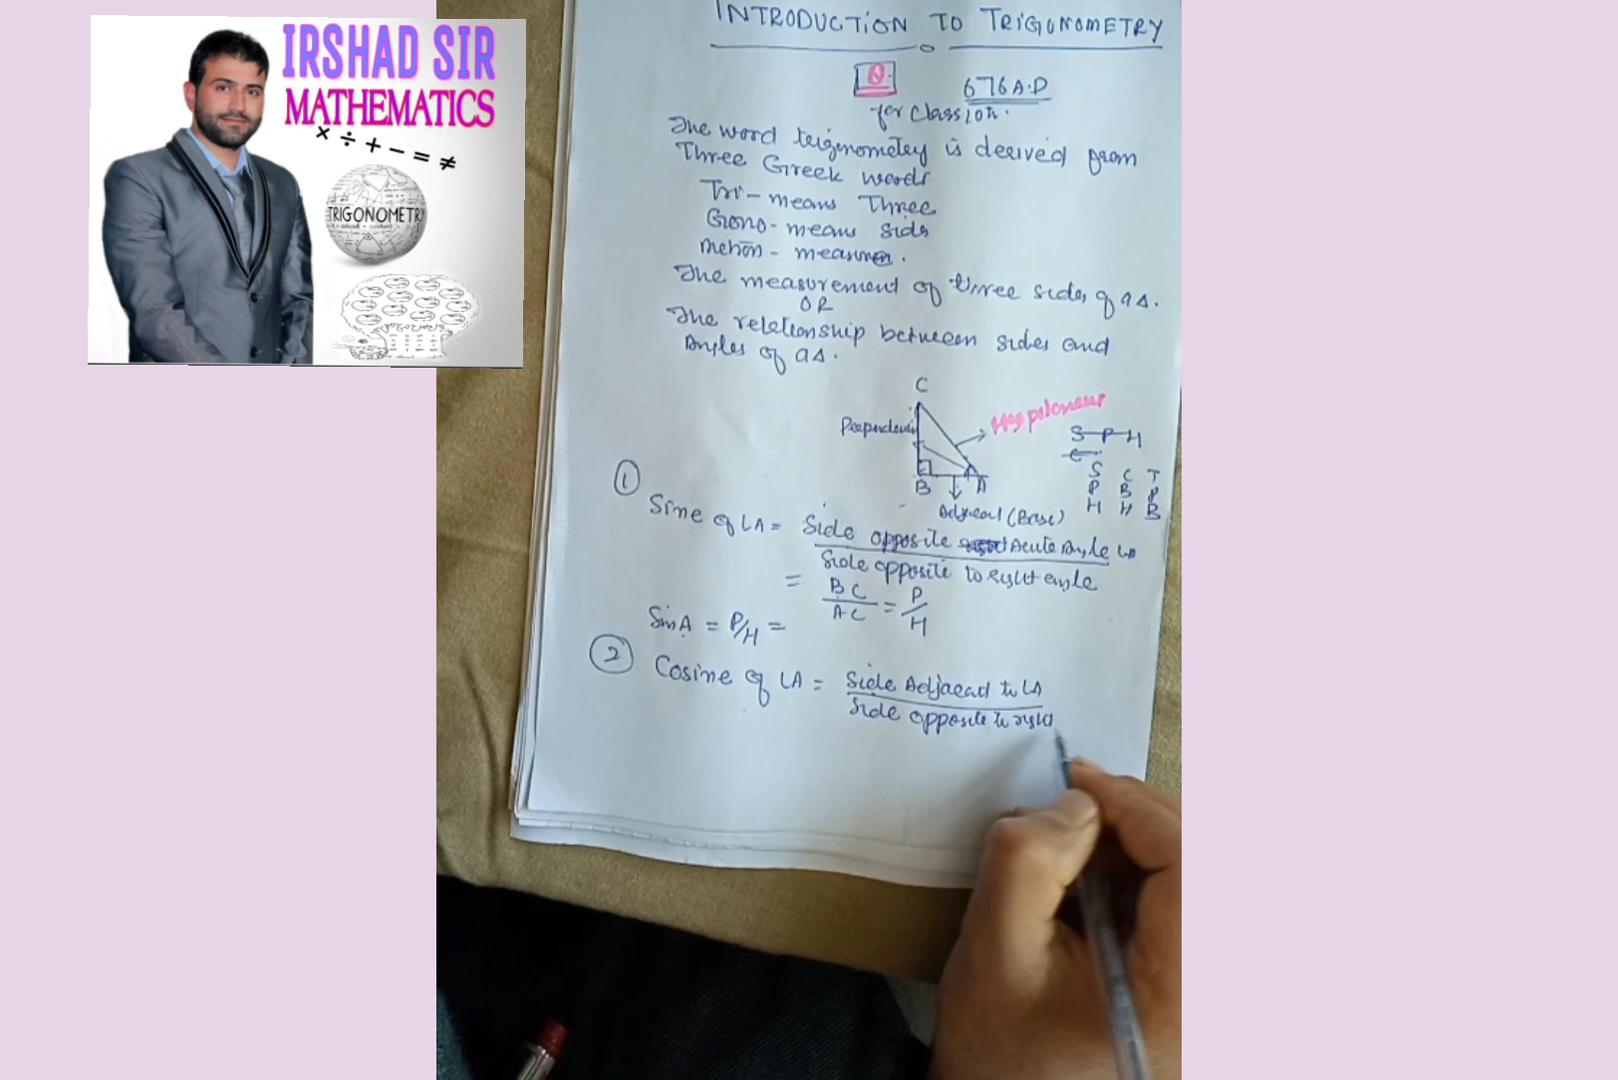 IRSHAD SIR
MATHEMATICS
× ÷ + − = ≠
TRIGONOMETRY
INTRODUCTION TO TRIGONOMETRY
676 A.D
for Class 10th.
The word trigonometry is derived from
Three Greek words
Tri - means Three
Gono - means sides
Metron - measure.
The measurement of three sides of a Δ.
OR
The reletionship between sides and
Angles of a Δ.
C
Perpendicular
Hyp
S P H
S C T
P B P
H H B
B A
Adjacent (Base)
①
Sine of ∠A = Side opposite Acute Angle ∠A
Side opposite to right angle
= BC / AC = P / H
Sin A = P/H =
② Cosine of ∠A = Side Adjacent to ∠A
Side opposite to right